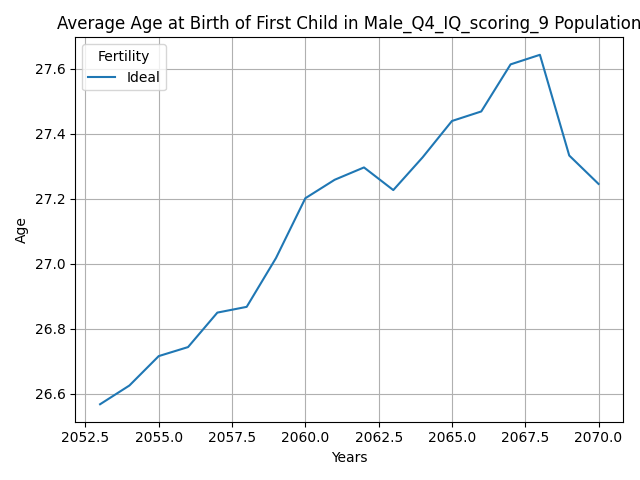 Average Age at Birth of First Child in Male_Q4_IQ_scoring_9 Population
Fertility
Ideal
27.6
27.4
27.2
27.0
26.8
26.6
Age
2052.5 2055.0 2057.5 2060.0 2062.5 2065.0 2067.5 2070.0
Years